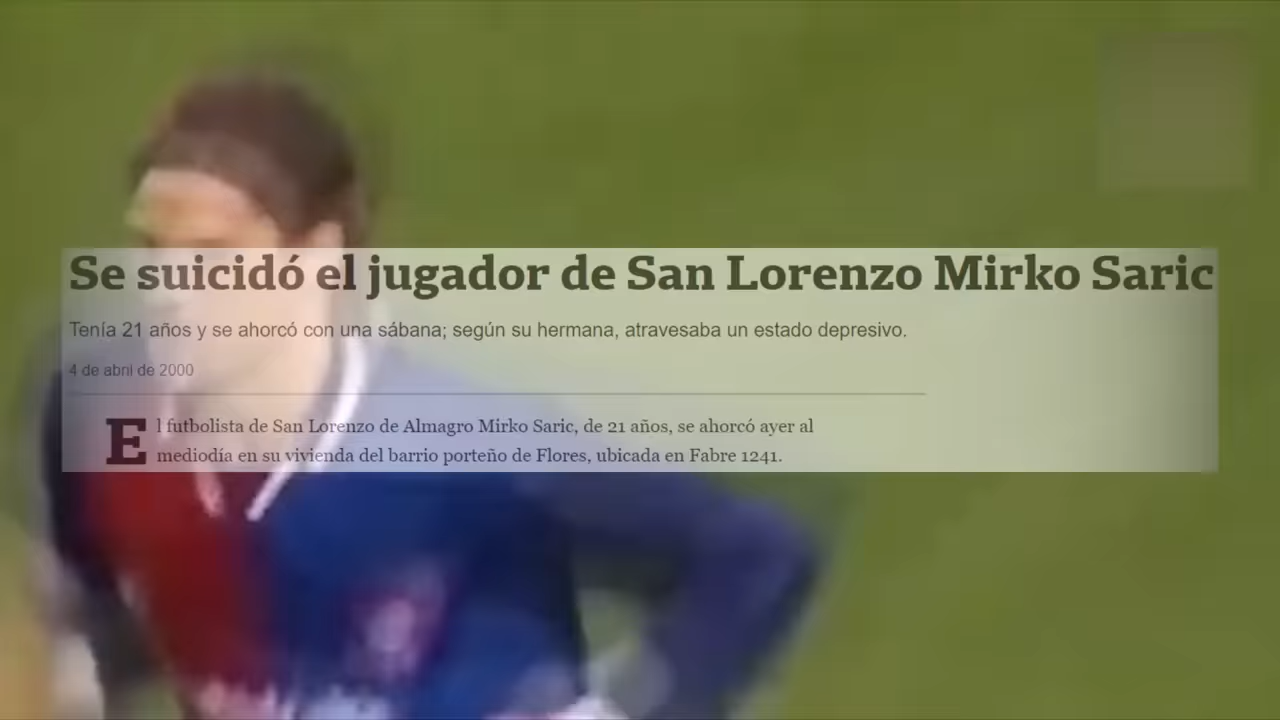 Se suicidó el jugador de San Lorenzo Mirko Saric
Tenía 21 años y se ahorcó con una sábana; según su hermana, atravesaba un estado depresivo.
4 de abril de 2000
El futbolista de San Lorenzo de Almagro Mirko Saric, de 21 años, se ahorcó ayer al
mediodía en su vivienda del barrio porteño de Flores, ubicada en Fabre 1241.